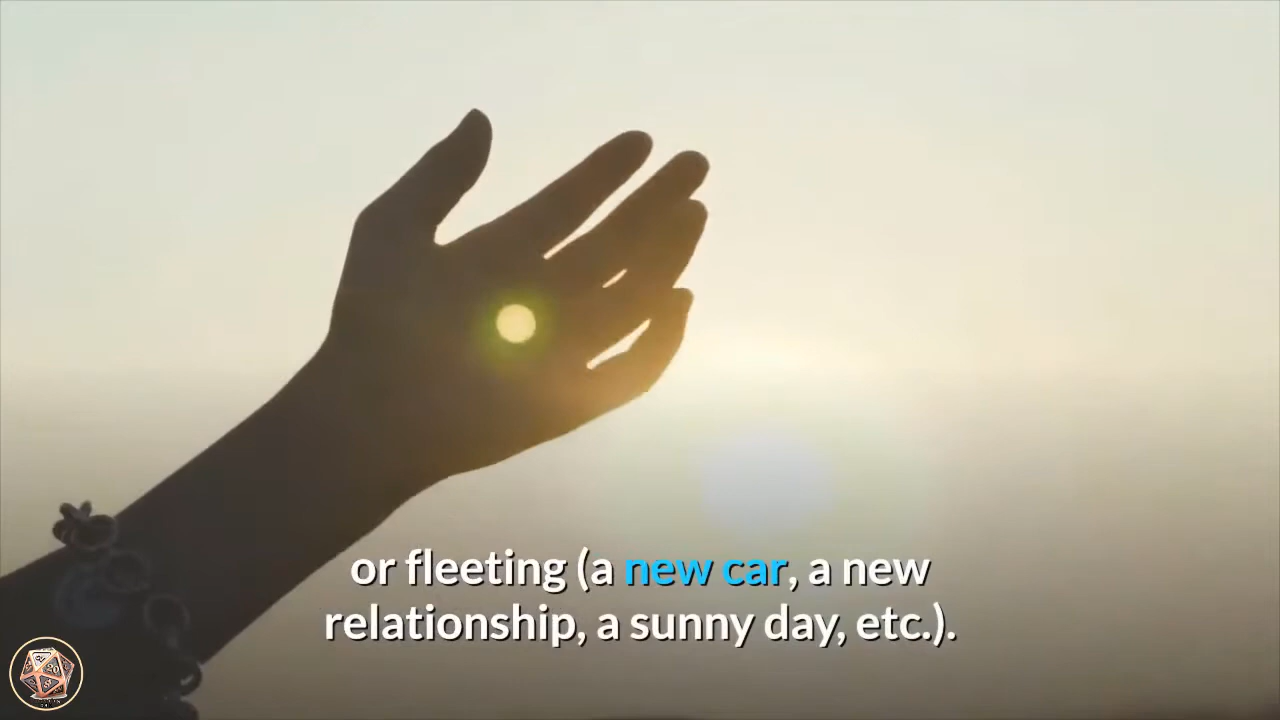 or fleeting (a new car, a new
relationship, a sunny day, etc.).